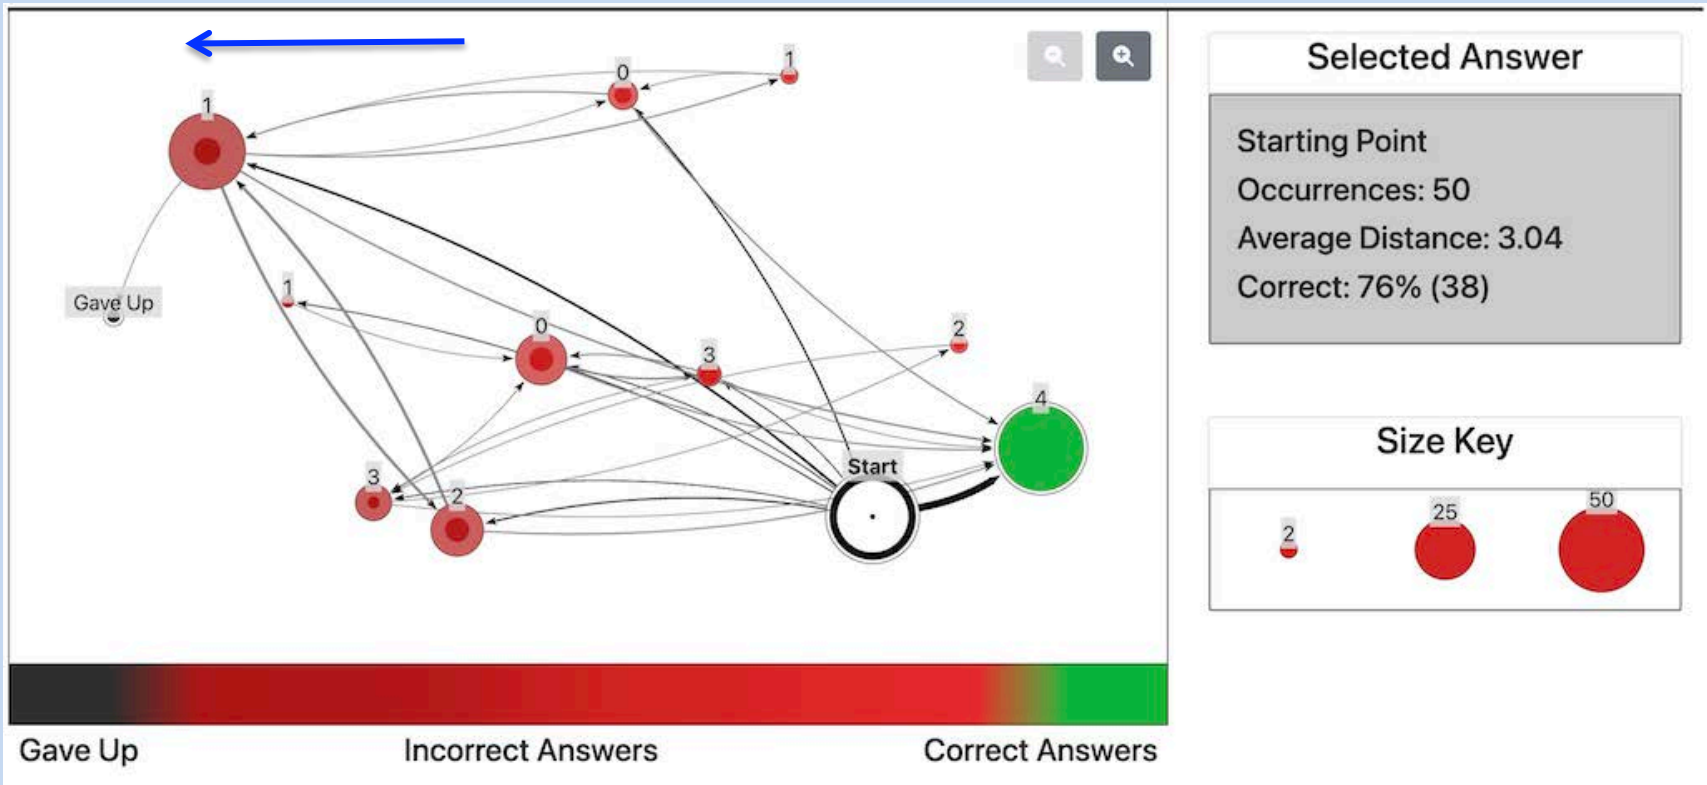 1
0
1
Gave Up
1
0
3
2
4
3
2
Start
Gave Up
Incorrect Answers
Correct Answers
Selected Answer
Starting Point
Occurrences: 50
Average Distance: 3.04
Correct: 76% (38)
Size Key
2
25
50